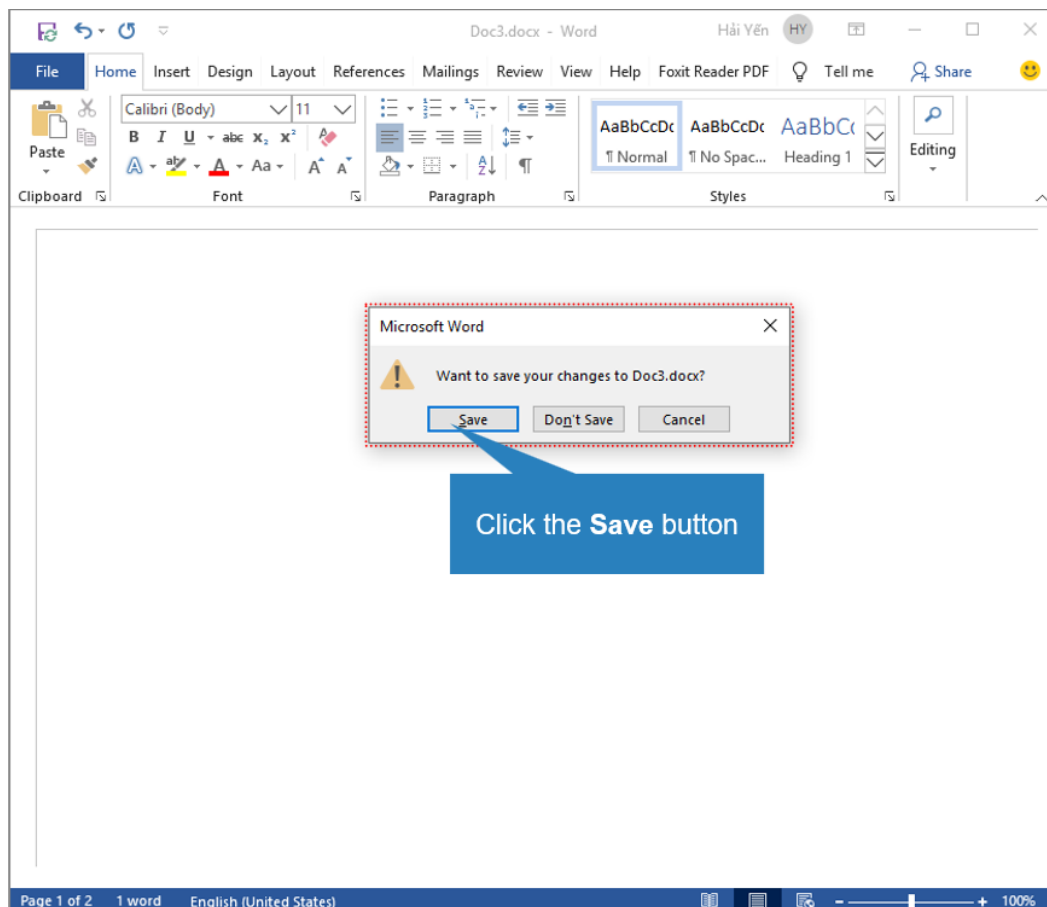 Doc3.docx - Word
Hải Yến
HY
File Home Insert Design Layout References Mailings Review View Help Foxit Reader PDF Tell me Share
Calibri (Body) 11
Paste
B I U abc x₂ x²
A aby A Aa A A
AaBbCcDc AaBbCcDc AaBbCc
¶ Normal ¶ No Spac... Heading 1
Editing
Clipboard Font Paragraph Styles
Microsoft Word
Want to save your changes to Doc3.docx?
Save Don't Save Cancel
Click the Save button
Page 1 of 2 1 word English (United States) 100%